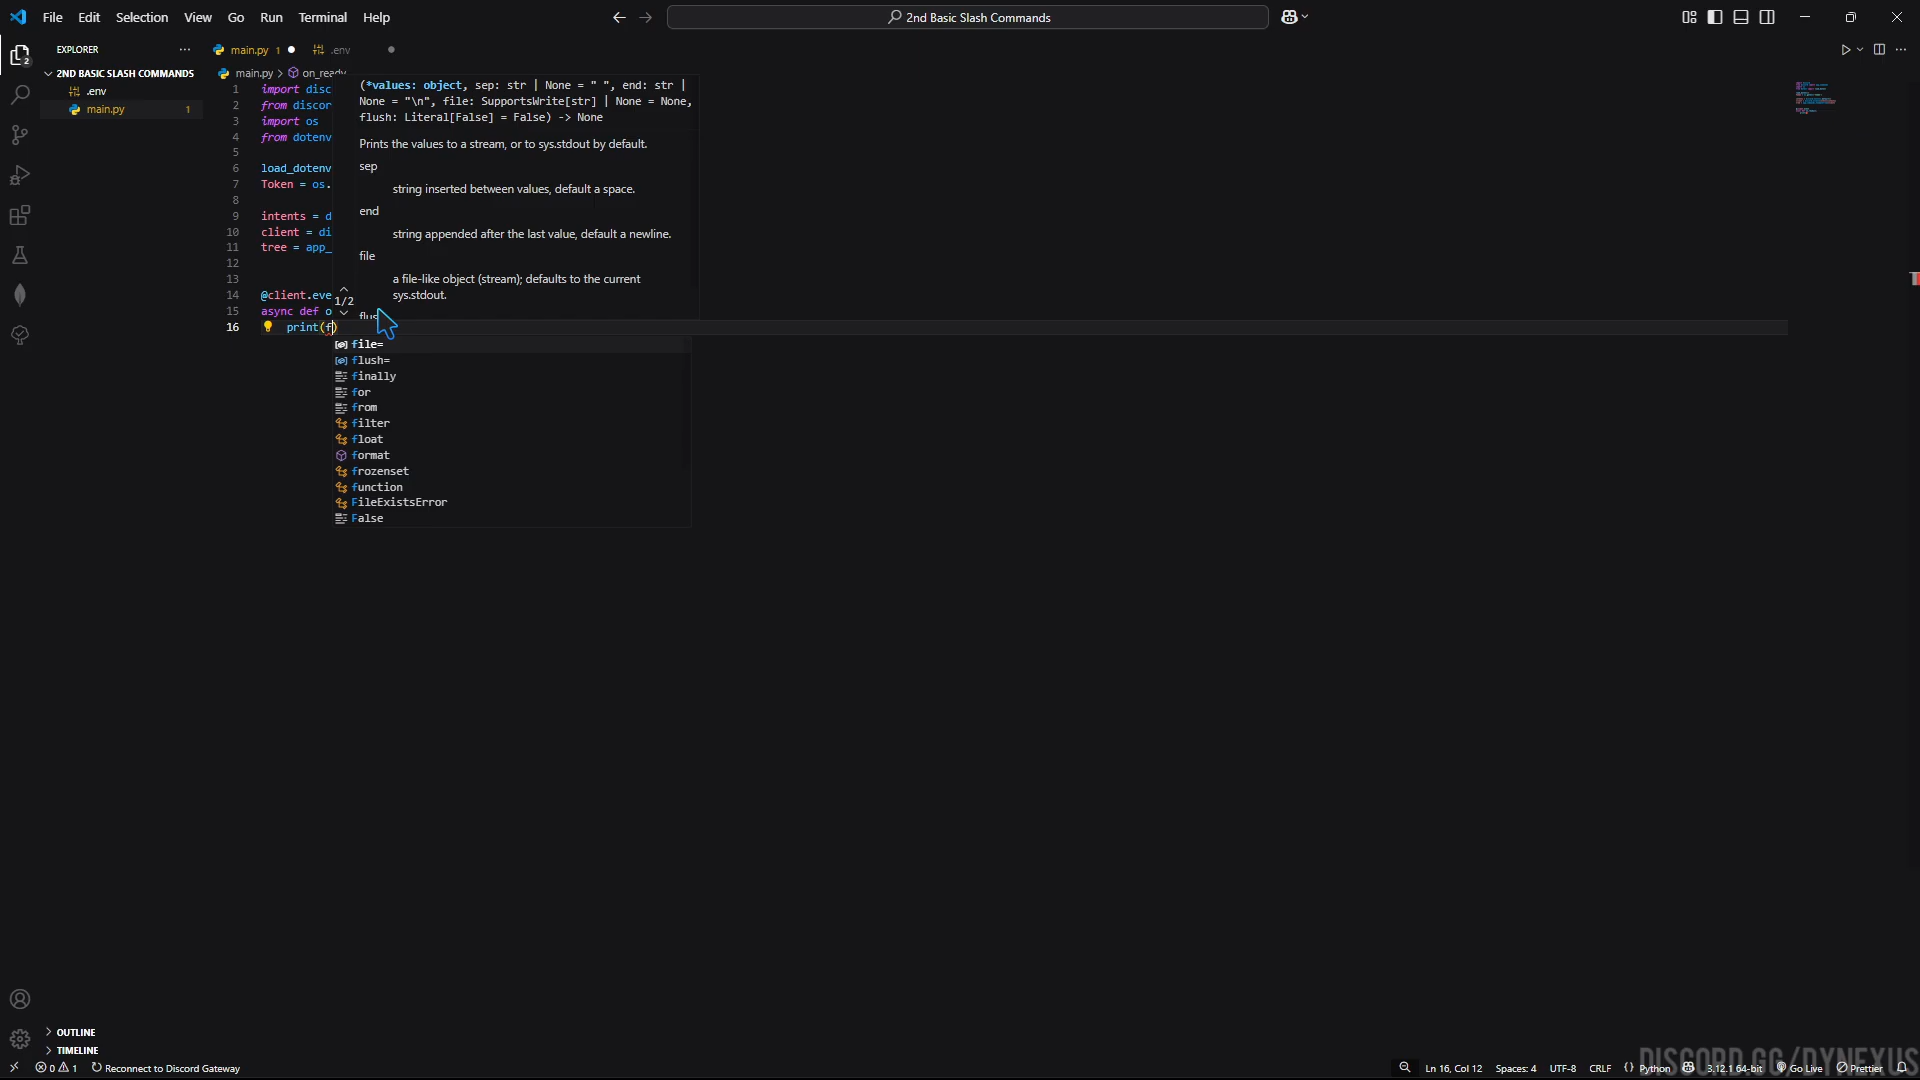 File Edit Selection View Go Run Terminal Help
2nd Basic Slash Commands
EXPLORER
2ND BASIC SLASH COMMANDS
.env
main.py 1
2
main.py 1
.env
main.py > on_ready
1 import disc
2 from discor
3 import os
4 from dotenv
5
6 load_dotenv
7 Token = os.
8
9 intents = d
10 client = di
11 tree = app_
12
13
14 @client.eve
15 async def o
16 print(f)
(*values: object, sep: str | None = " ", end: str |
None = "\n", file: SupportsWrite[str] | None = None,
flush: Literal[False] = False) -> None
Prints the values to a stream, or to sys.stdout by default.
sep
string inserted between values, default a space.
end
string appended after the last value, default a newline.
file
a file-like object (stream); defaults to the current
sys.stdout.
1/2
file=
flush=
finally
for
from
filter
float
format
frozenset
function
FileExistsError
False
OUTLINE
TIMELINE
0 1 Reconnect to Discord Gateway
Ln 16, Col 12 Spaces: 4 UTF-8 CRLF {} Python 3.12.1 64-bit Go Live Prettier
DISCORD.GG/DYNEXUS